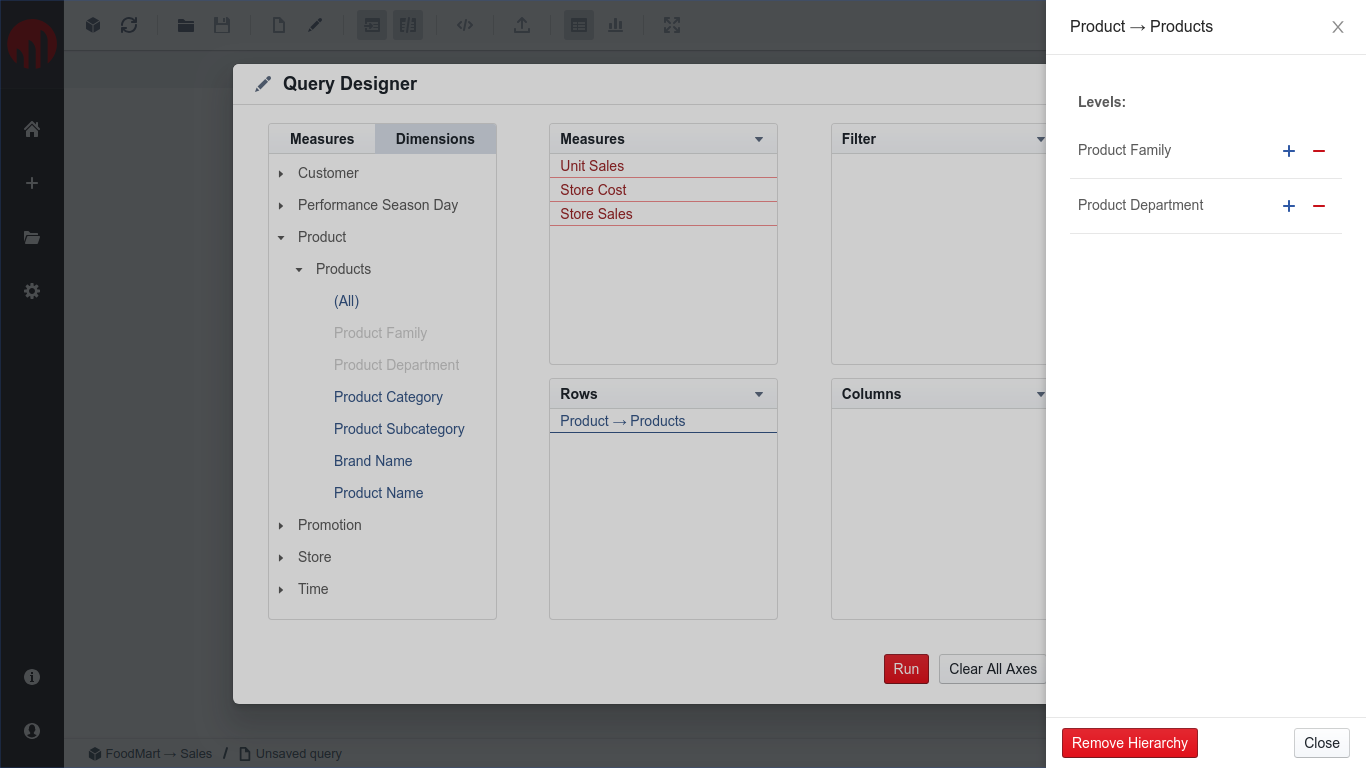 Product → Products
Query Designer
Measures
Dimensions
Customer
Performance Season Day
Product
Products
(All)
Product Family
Product Department
Product Category
Product Subcategory
Brand Name
Product Name
Promotion
Store
Time
Measures
Unit Sales
Store Cost
Store Sales
Filter
Rows
Product → Products
Columns
Run
Clear All Axes
Levels:
Product Family
Product Department
Remove Hierarchy
Close
FoodMart → Sales / Unsaved query